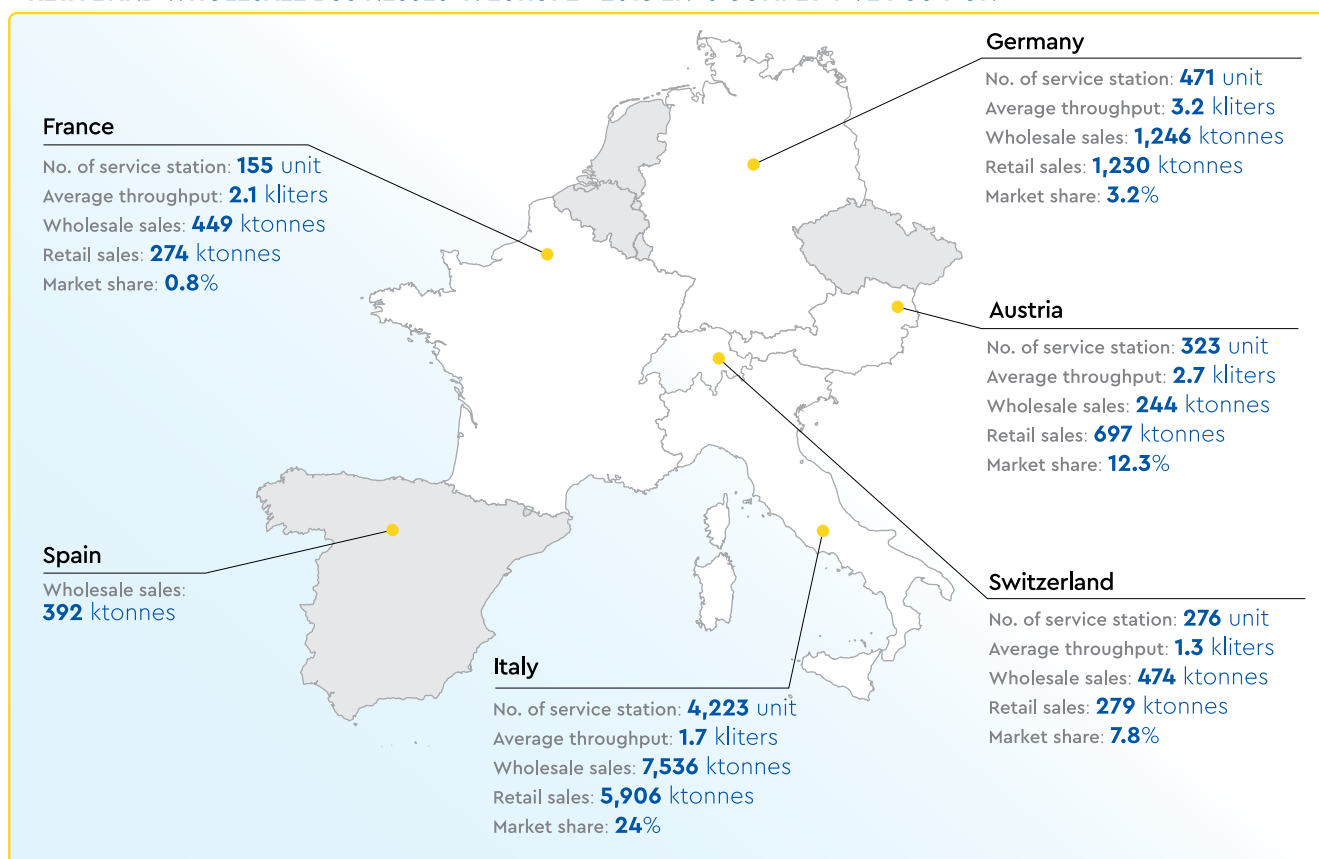 Germany
No. of service station: 471 unit
Average throughput: 3.2 kliters
Wholesale sales: 1,246 ktonnes
Retail sales: 1,230 ktonnes
Market share: 3.2%
France
No. of service station: 155 unit
Average throughput: 2.1 kliters
Wholesale sales: 449 ktonnes
Retail sales: 274 ktonnes
Market share: 0.8%
Austria
No. of service station: 323 unit
Average throughput: 2.7 kliters
Wholesale sales: 244 ktonnes
Retail sales: 697 ktonnes
Market share: 12.3%
Spain
Wholesale sales:
392 ktonnes
Switzerland
No. of service station: 276 unit
Average throughput: 1.3 kliters
Wholesale sales: 474 ktonnes
Retail sales: 279 ktonnes
Market share: 7.8%
Italy
No. of service station: 4,223 unit
Average throughput: 1.7 kliters
Wholesale sales: 7,536 ktonnes
Retail sales: 5,906 ktonnes
Market share: 24%